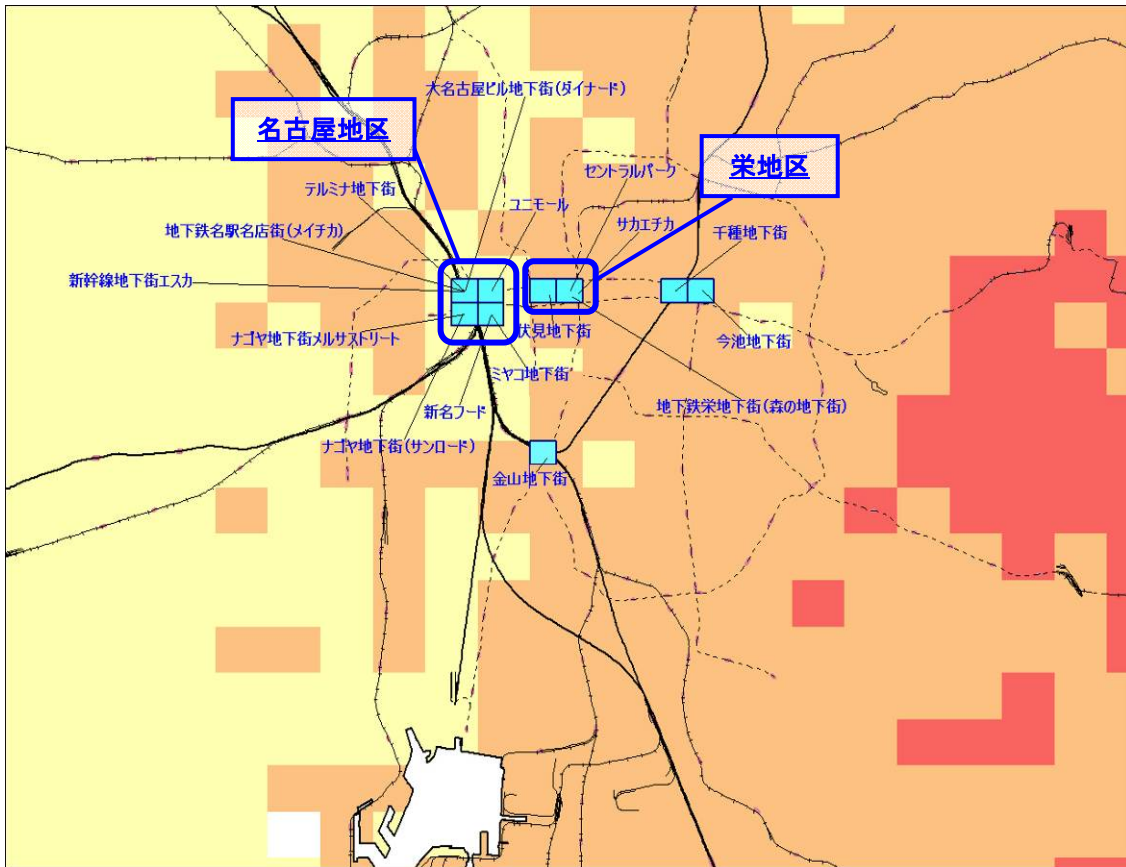 大名古屋ビル地下街(ダイナード)
名古屋地区
栄地区
セントラルパーク
テルミナ地下街
ユニモール
サカエチカ
地下鉄名駅名店街(メイチカ)
千種地下街
新幹線地下街エスカ
ナゴヤ地下街メルサストリート
伏見地下街
今池地下街
ミヤコ地下街
新名フード
地下鉄栄地下街(森の地下街)
ナゴヤ地下街(サンロード)
金山地下街